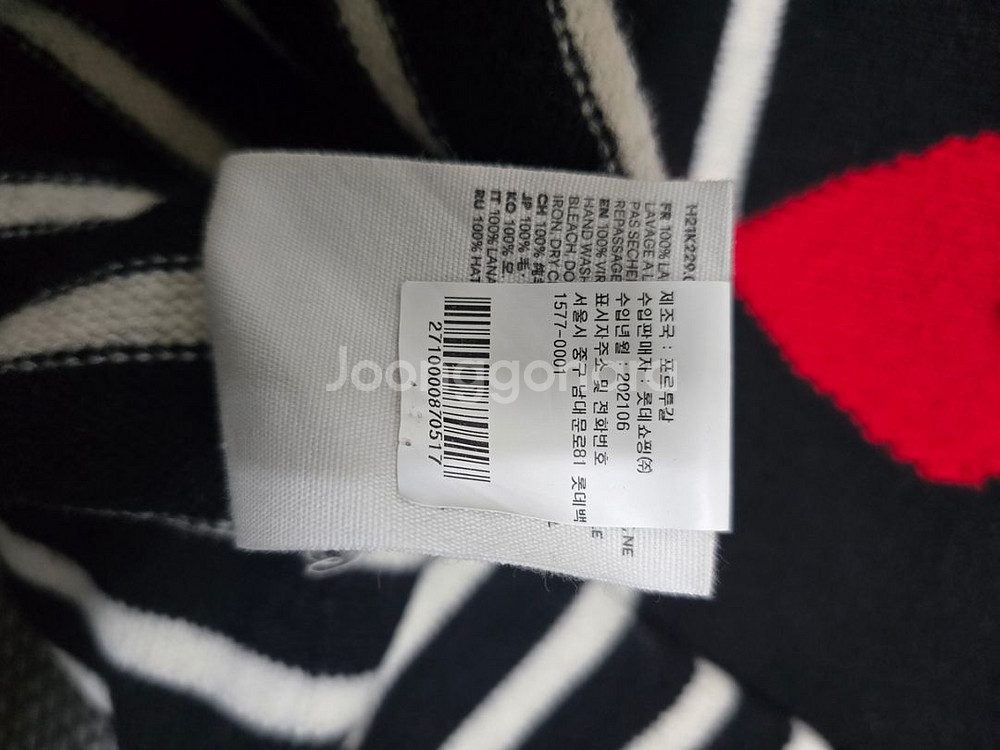 FR 100% LA
LAVAGE A L
PAS SECHE
REPASSAGE
EN 100% VIR
HAND WASH
BLEACH, DO
IRON, DRY C
CH 100%
JP 100% 毛
KO 100% 모
IT 100% LANA
RU 100% HAT
NE
제조국 : 포르투갈
수입판매자 : 롯데쇼핑㈜
수입년월 : 202106
표시자주소 및 전화번호
서울시 중구 남대문로81 롯데백
1577-0001
2710000870517
Joonggonara